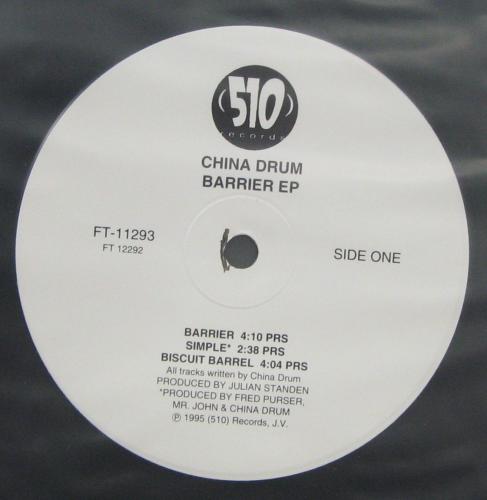 (510)
records
CHINA DRUM
BARRIER EP
FT-11293
FT 12292
SIDE ONE
BARRIER 4:10 PRS
SIMPLE* 2:38 PRS
BISCUIT BARREL 4:04 PRS
All tracks written by China Drum
PRODUCED BY JULIAN STANDEN
*PRODUCED BY FRED PURSER,
MR. JOHN & CHINA DRUM
℗ 1995 (510) Records, J.V.